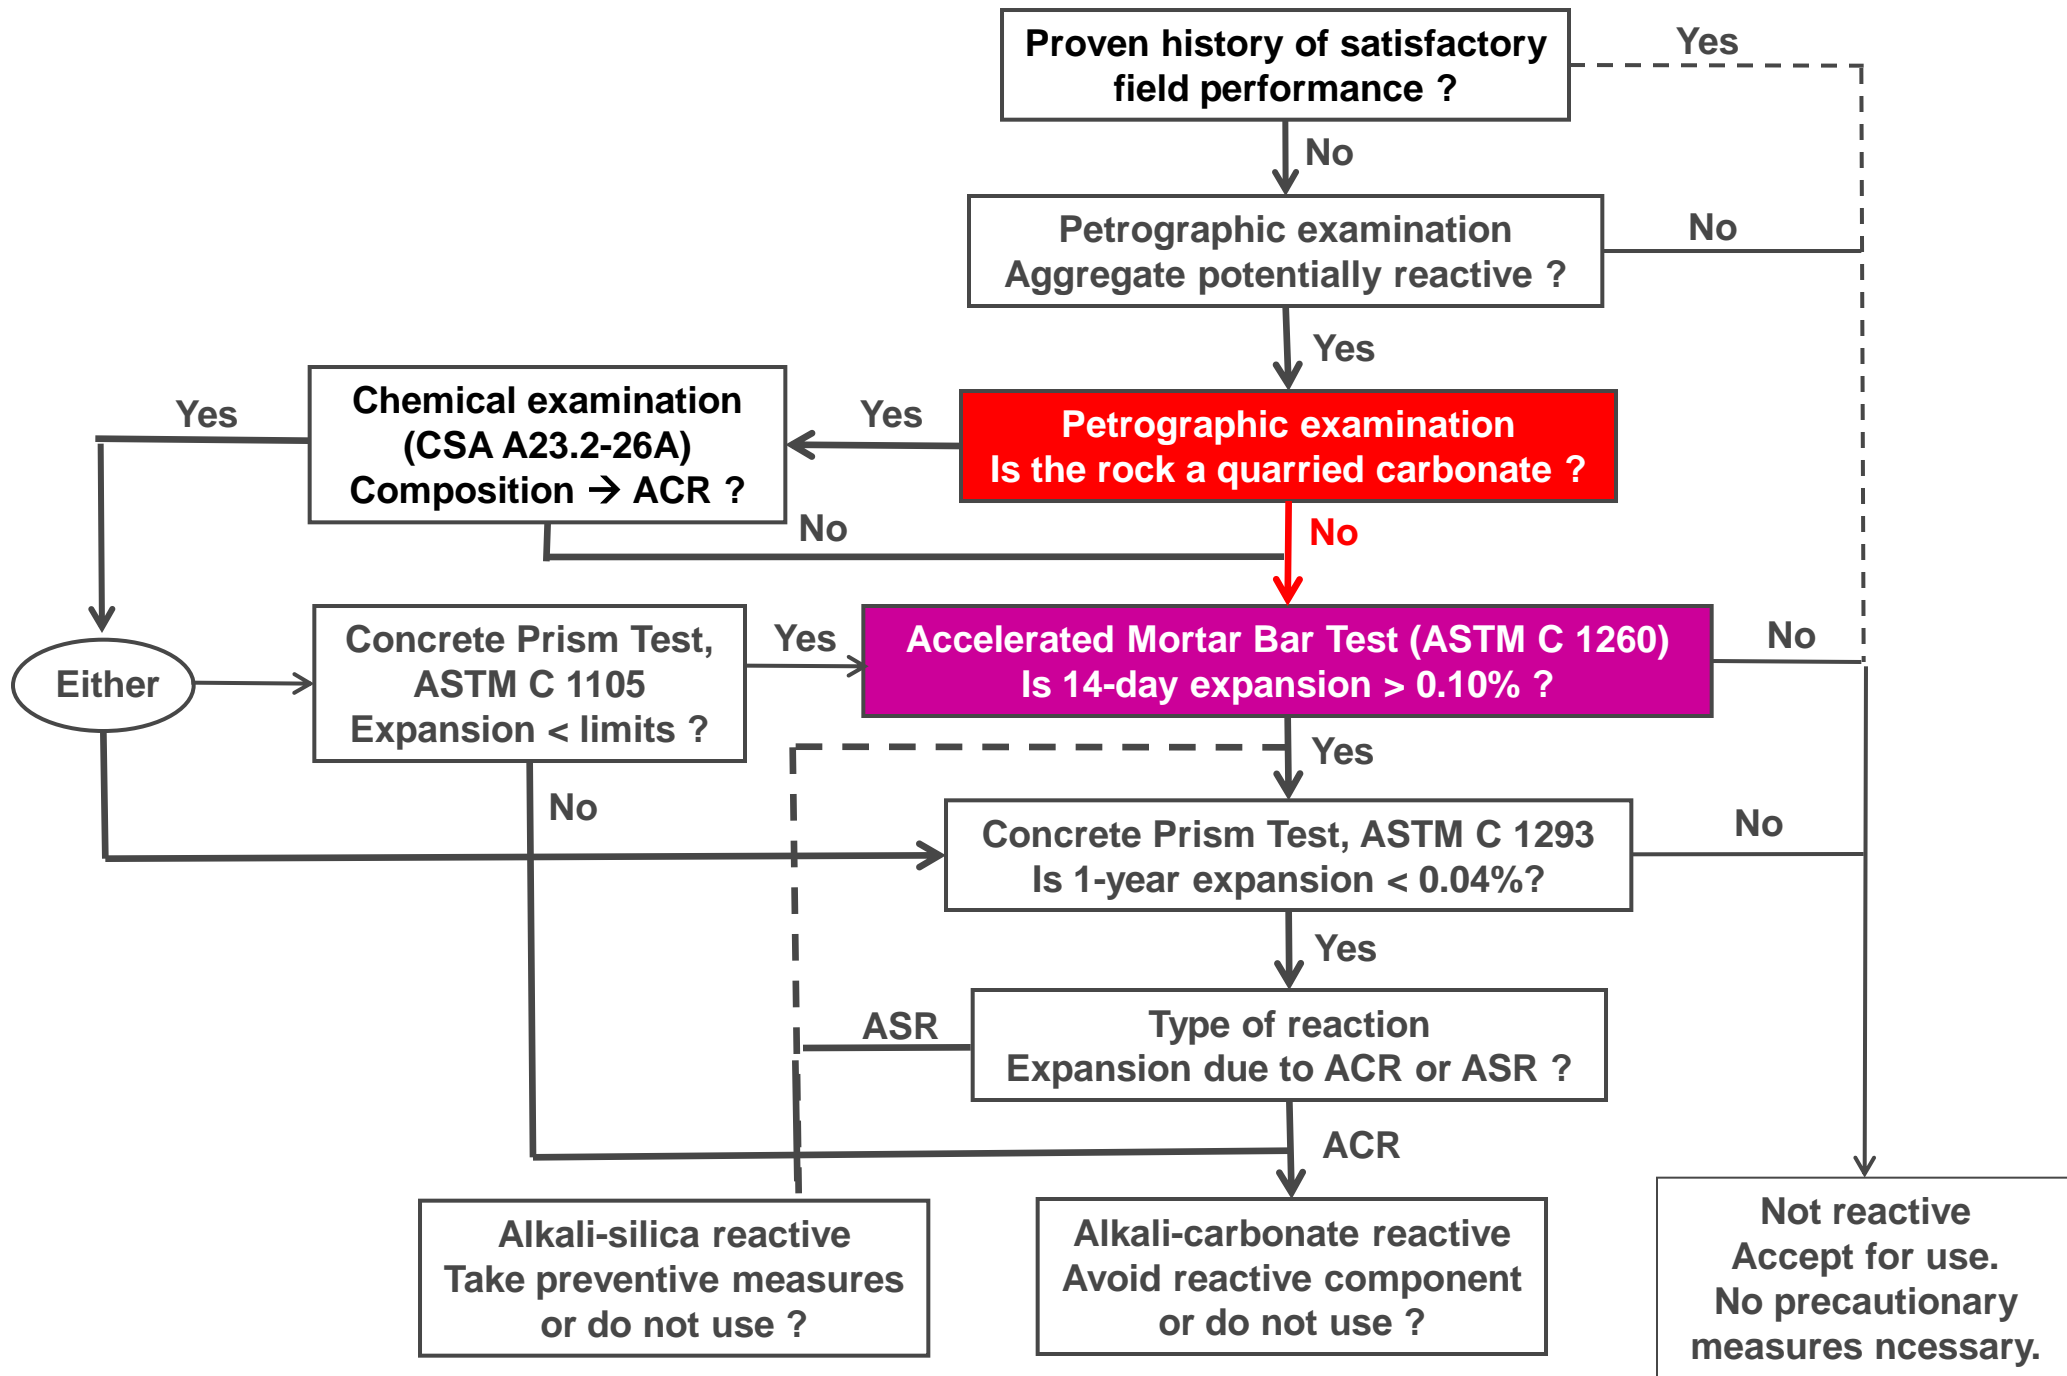 Proven history of satisfactory
field performance ?
Yes
No
Petrographic examination
Aggregate potentially reactive ?
No
Yes
Chemical examination
(CSA A23.2-26A)
Composition → ACR ?
Yes
Yes
Petrographic examination
Is the rock a quarried carbonate ?
No
No
Either
Concrete Prism Test,
ASTM C 1105
Expansion < limits ?
Yes
Accelerated Mortar Bar Test (ASTM C 1260)
Is 14-day expansion > 0.10% ?
No
Yes
No
Concrete Prism Test, ASTM C 1293
Is 1-year expansion < 0.04%?
No
Yes
ASR
Type of reaction
Expansion due to ACR or ASR ?
ACR
Alkali-silica reactive
Take preventive measures
or do not use ?
Alkali-carbonate reactive
Avoid reactive component
or do not use ?
Not reactive
Accept for use.
No precautionary
measures ncessary.